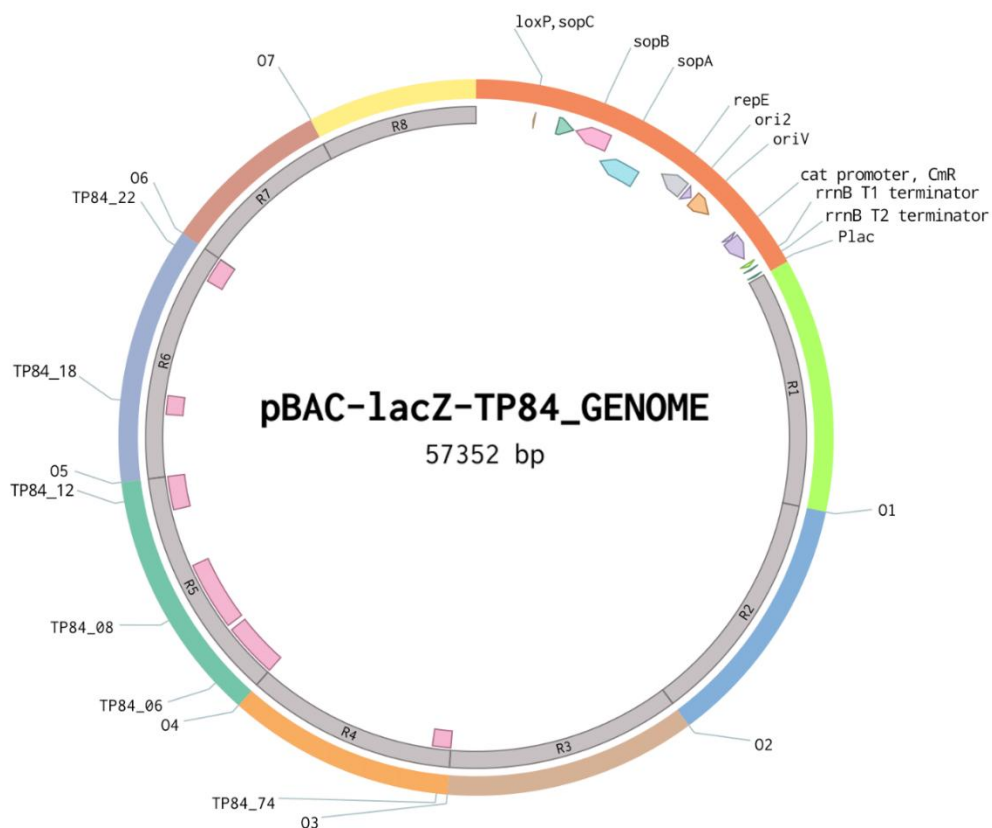 loxP,sopC
sopB
sopA
repE
ori2
oriV
cat promoter, CmR
rrnB T1 terminator
rrnB T2 terminator
Plac
O7
O6
TP84_22
TP84_18
O5
TP84_12
TP84_08
TP84_06
O4
TP84_74
O3
O2
O1
R8
R7
R6
R5
R4
R3
R2
R1
pBAC-lacZ-TP84_GENOME
57352 bp